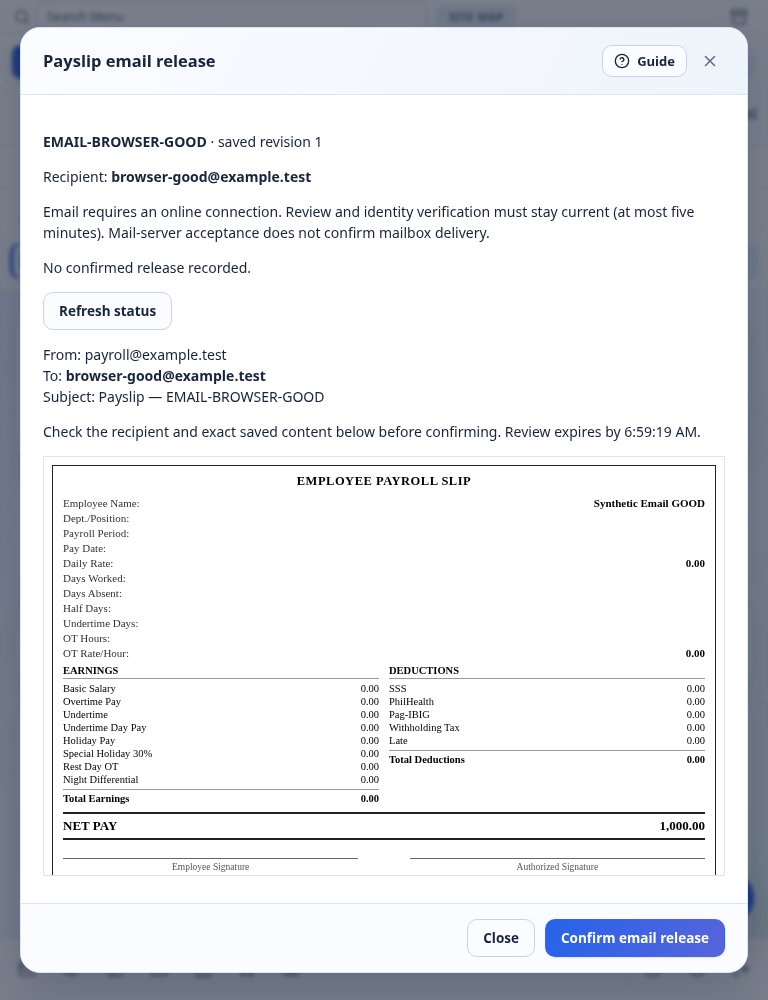 Search Menu
SITE MAP
Payslip email release
Guide
EMAIL-BROWSER-GOOD · saved revision 1
Recipient: browser-good@example.test
Email requires an online connection. Review and identity verification must stay current (at most five
minutes). Mail-server acceptance does not confirm mailbox delivery.
No confirmed release recorded.
Refresh status
From: payroll@example.test
To: browser-good@example.test
Subject: Payslip — EMAIL-BROWSER-GOOD
Check the recipient and exact saved content below before confirming. Review expires by 6:59:19 AM.
EMPLOYEE PAYROLL SLIP
Employee Name: Synthetic Email GOOD
Dept./Position:
Payroll Period:
Pay Date:
Daily Rate: 0.00
Days Worked:
Days Absent:
Half Days:
Undertime Days:
OT Hours:
OT Rate/Hour: 0.00
EARNINGS DEDUCTIONS
Basic Salary 0.00 SSS 0.00
Overtime Pay 0.00 PhilHealth 0.00
Undertime 0.00 Pag-IBIG 0.00
Undertime Day Pay 0.00 Withholding Tax 0.00
Holiday Pay 0.00 Late 0.00
Special Holiday 30% 0.00
Total Deductions 0.00
Rest Day OT 0.00
Night Differential 0.00
Total Earnings 0.00
NET PAY 1,000.00
Employee Signature Authorized Signature
Close
Confirm email release